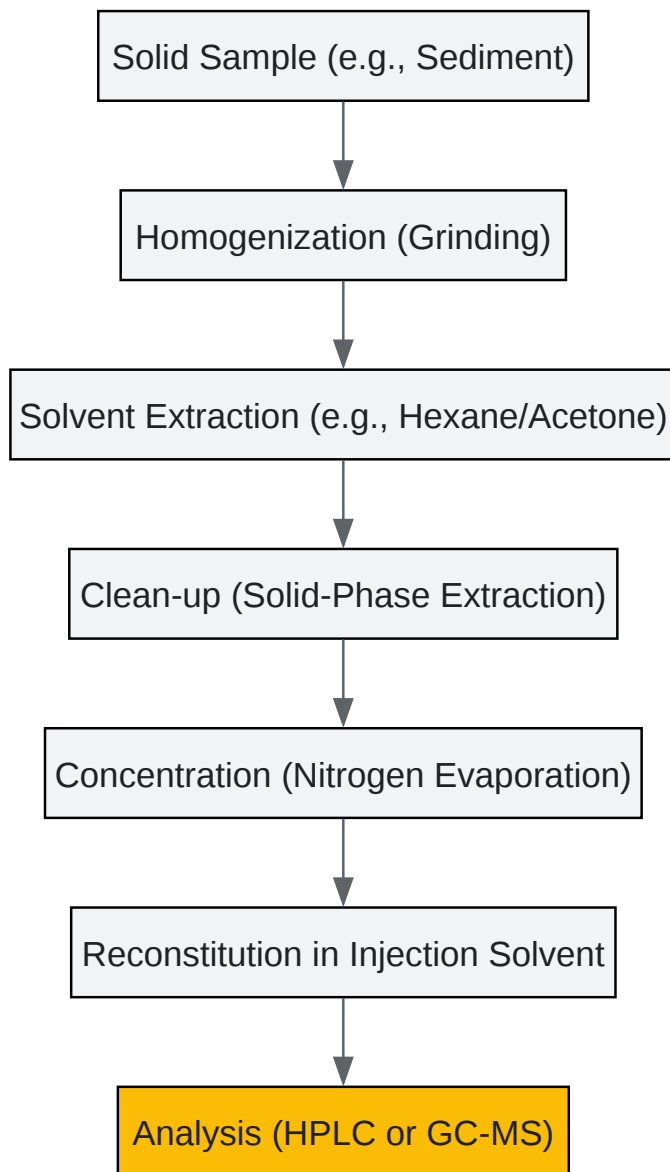 Solid Sample (e.g., Sediment)
Homogenization (Grinding)
Solvent Extraction (e.g., Hexane/Acetone)
Clean-up (Solid-Phase Extraction)
Concentration (Nitrogen Evaporation)
Reconstitution in Injection Solvent
Analysis (HPLC or GC-MS)